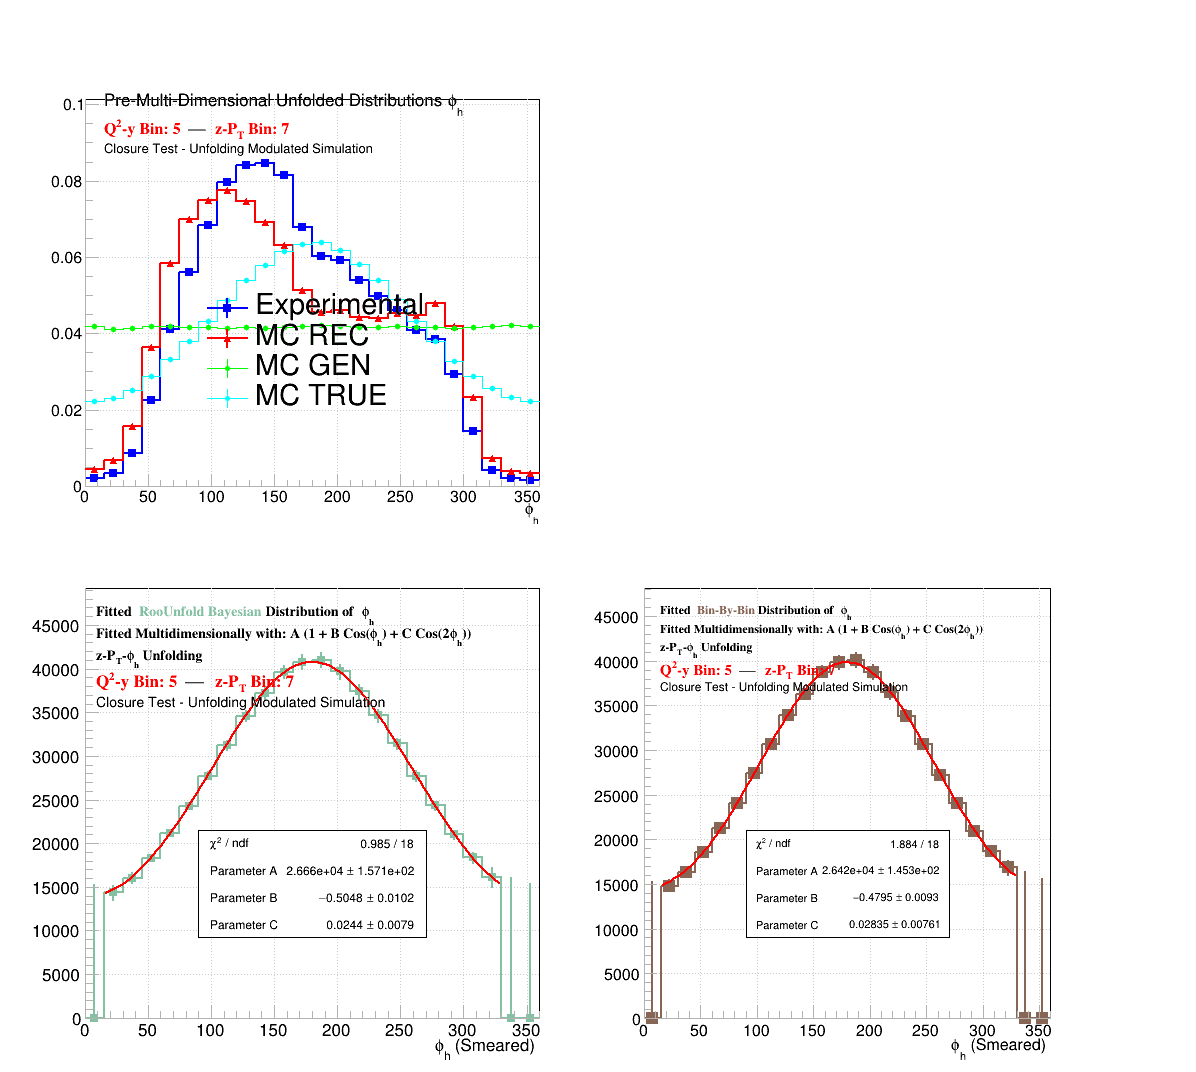 Pre-Multi-Dimensional Unfolded Distributions ϕh
Q2-y Bin: 5 — z-PT Bin: 7
Closure Test - Unfolding Modulated Simulation
0.1
0.08
0.06
0.04
0.02
0
Experimental
MC REC
MC GEN
MC TRUE
0 50 100 150 200 250 300 350
ϕh
Fitted RooUnfold Bayesian Distribution of ϕh
Fitted Multidimensionally with: A (1 + B Cos(ϕh) + C Cos(2ϕh))
z-PT-ϕh Unfolding
Q2-y Bin: 5 — z-PT Bin: 7
Closure Test - Unfolding Modulated Simulation
45000
40000
35000
30000
25000
20000
15000
10000
5000
0
χ2 / ndf 0.985 / 18
Parameter A 2.666e+04 ± 1.571e+02
Parameter B −0.5048 ± 0.0102
Parameter C 0.0244 ± 0.0079
0 50 100 150 200 250 300 350
ϕh (Smeared)
Fitted Bin-By-Bin Distribution of ϕh
Fitted Multidimensionally with: A (1 + B Cos(ϕh) + C Cos(2ϕh))
z-PT-ϕh Unfolding
Q2-y Bin: 5 — z-PT Bin: 7
Closure Test - Unfolding Modulated Simulation
45000
40000
35000
30000
25000
20000
15000
10000
5000
0
χ2 / ndf 1.884 / 18
Parameter A 2.642e+04 ± 1.453e+02
Parameter B −0.4795 ± 0.0093
Parameter C 0.02835 ± 0.00761
0 50 100 150 200 250 300 350
ϕh (Smeared)